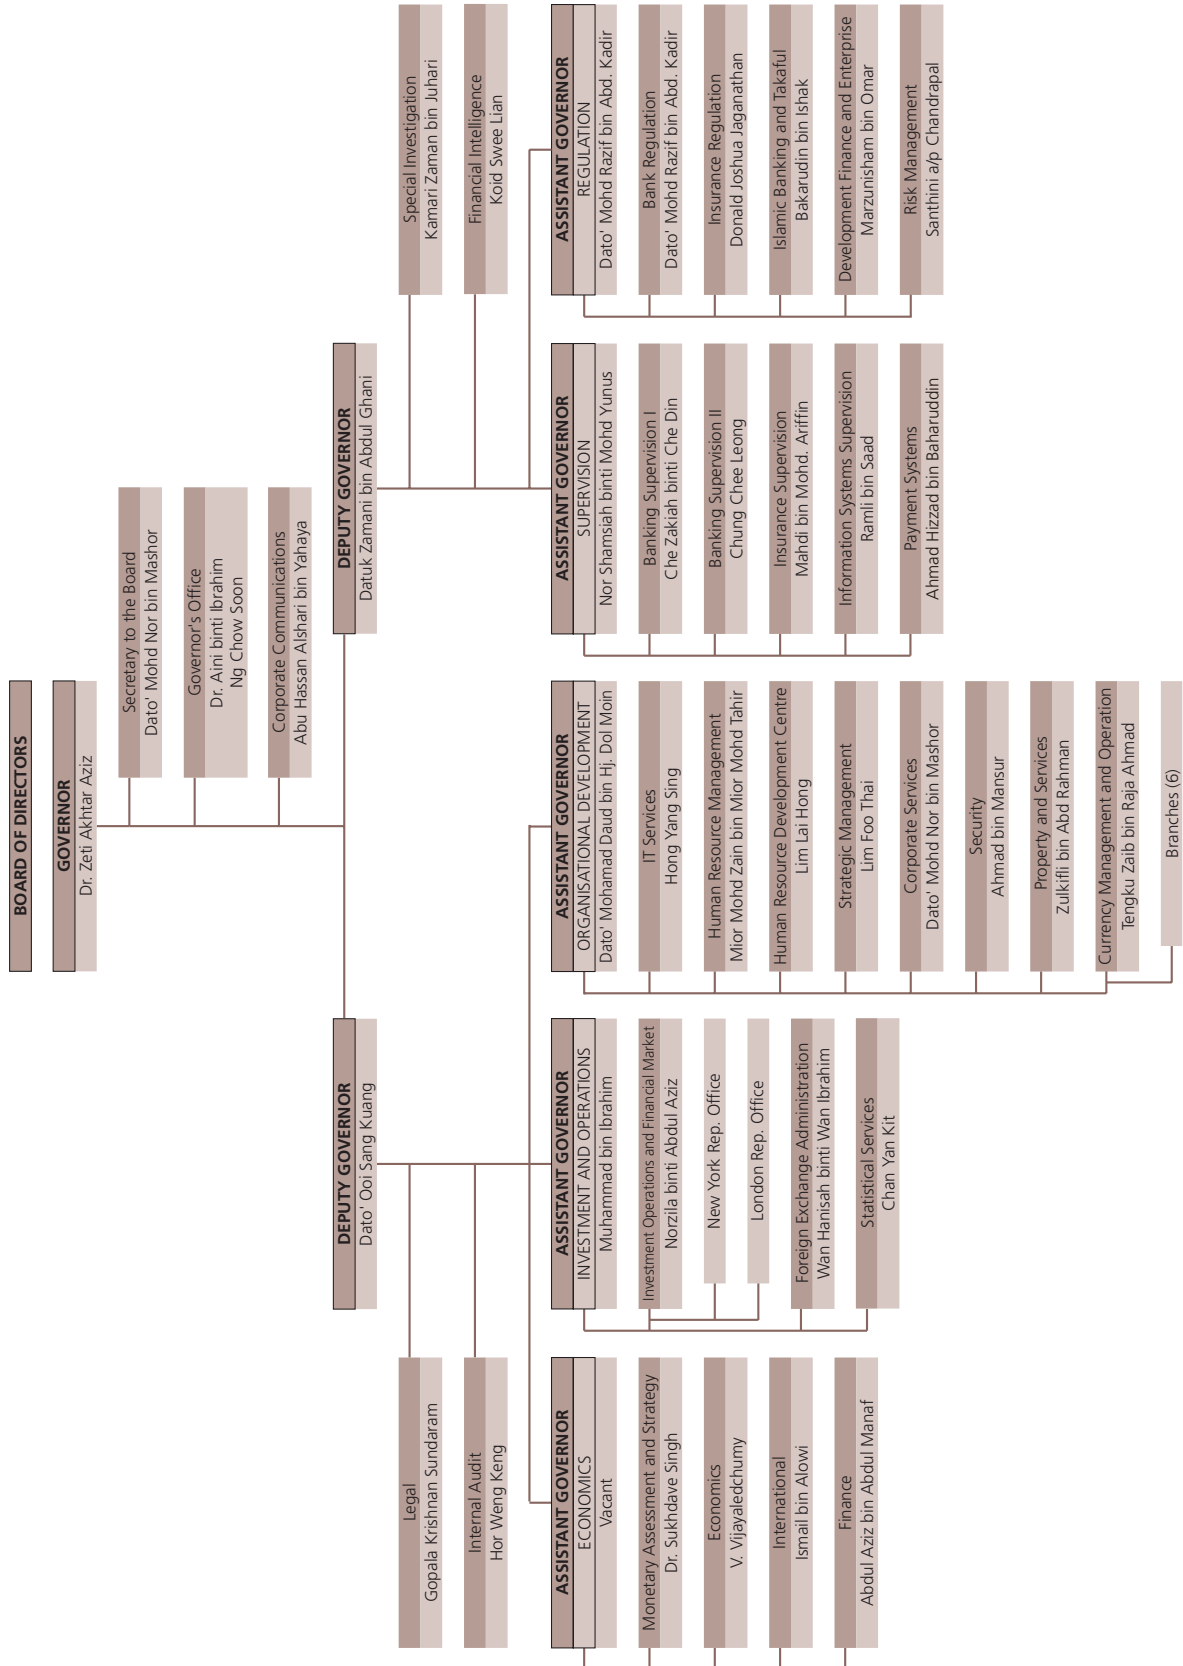 BOARD OF DIRECTORS
GOVERNOR
Dr. Zeti Akhtar Aziz
Secretary to the Board
Dato' Mohd Nor bin Mashor
Governor's Office
Dr. Aini binti Ibrahim
Ng Chow Soon
Corporate Communications
Abu Hassan Alshari bin Yahaya
DEPUTY GOVERNOR
Dato' Ooi Sang Kuang
DEPUTY GOVERNOR
Datuk Zamani bin Abdul Ghani
Legal
Gopala Krishnan Sundaram
Internal Audit
Hor Weng Keng
Special Investigation
Kamari Zaman bin Juhari
Financial Intelligence
Koid Swee Lian
ASSISTANT GOVERNOR
ECONOMICS
Vacant
Monetary Assessment and Strategy
Dr. Sukhdave Singh
Economics
V. Vijayaledchumy
International
Ismail bin Alowi
Finance
Abdul Aziz bin Abdul Manaf
ASSISTANT GOVERNOR
INVESTMENT AND OPERATIONS
Muhammad bin Ibrahim
Investment Operations and Financial Market
Norzila binti Abdul Aziz
New York Rep. Office
London Rep. Office
Foreign Exchange Administration
Wan Hanisah binti Wan Ibrahim
Statistical Services
Chan Yan Kit
ASSISTANT GOVERNOR
ORGANISATIONAL DEVELOPMENT
Dato' Mohamad Daud bin Hj. Dol Moin
IT Services
Hong Yang Sing
Human Resource Management
Mior Mohd Zain bin Mior Mohd Tahir
Human Resource Development Centre
Lim Lai Hong
Strategic Management
Lim Foo Thai
Corporate Services
Dato' Mohd Nor bin Mashor
Security
Ahmad bin Mansur
Property and Services
Zulkifli bin Abd Rahman
Currency Management and Operation
Tengku Zaib bin Raja Ahmad
Branches (6)
ASSISTANT GOVERNOR
SUPERVISION
Nor Shamsiah binti Mohd Yunus
Banking Supervision I
Che Zakiah binti Che Din
Banking Supervision II
Chung Chee Leong
Insurance Supervision
Mahdi bin Mohd. Ariffin
Information Systems Supervision
Ramli bin Saad
Payment Systems
Ahmad Hizzad bin Baharuddin
ASSISTANT GOVERNOR
REGULATION
Dato' Mohd Razif bin Abd. Kadir
Bank Regulation
Dato' Mohd Razif bin Abd. Kadir
Insurance Regulation
Donald Joshua Jaganathan
Islamic Banking and Takaful
Bakarudin bin Ishak
Development Finance and Enterprise
Marzunisham bin Omar
Risk Management
Santhini a/p Chandrapal